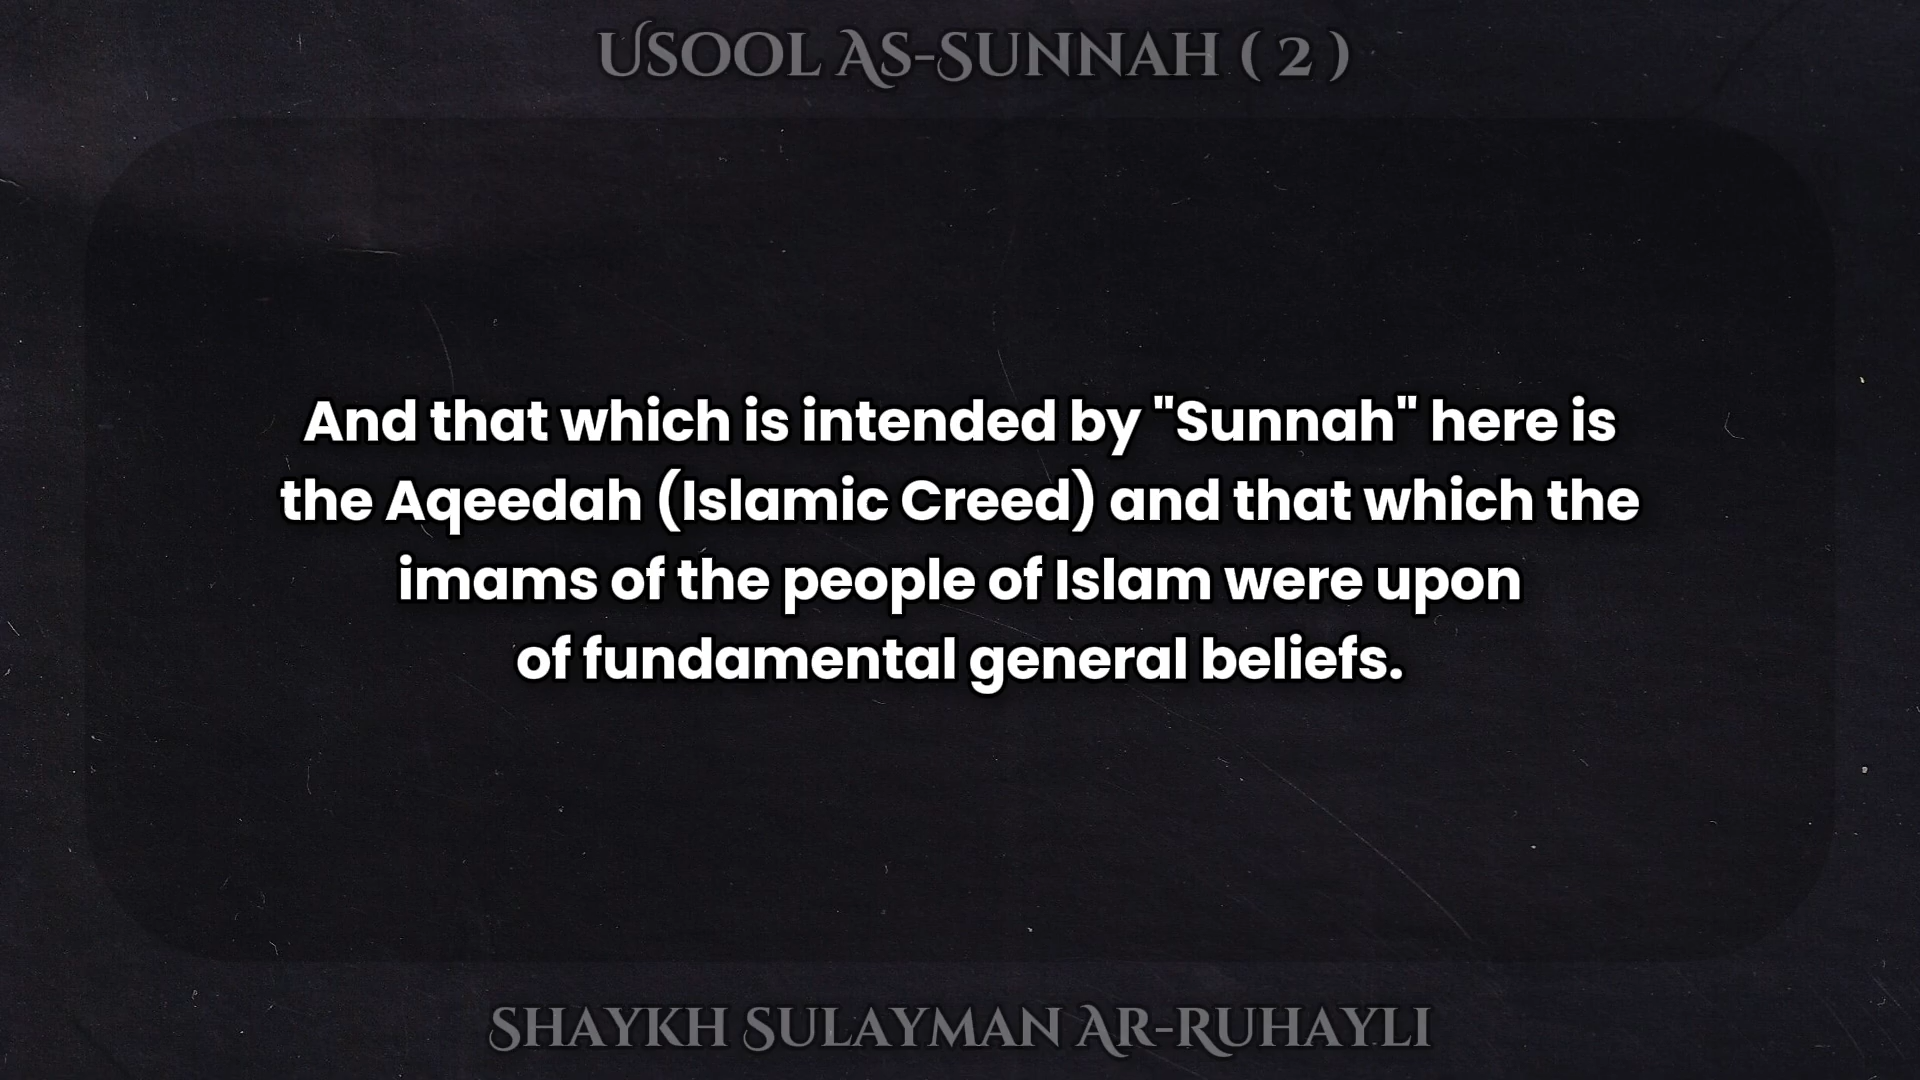 Usool As-Sunnah ( 2 )
And that which is intended by "Sunnah" here is
the Aqeedah (Islamic Creed) and that which the
imams of the people of Islam were upon
of fundamental general beliefs.
Shaykh Sulayman Ar-Ruhayli